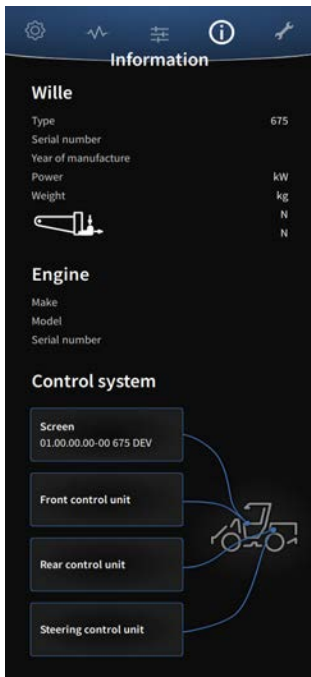 Information
Wille
Type 675
Serial number
Year of manufacture
Power kW
Weight kg
N
N
Engine
Make
Model
Serial number
Control system
Screen
01.00.00.00-00 675 DEV
Front control unit
Rear control unit
Steering control unit